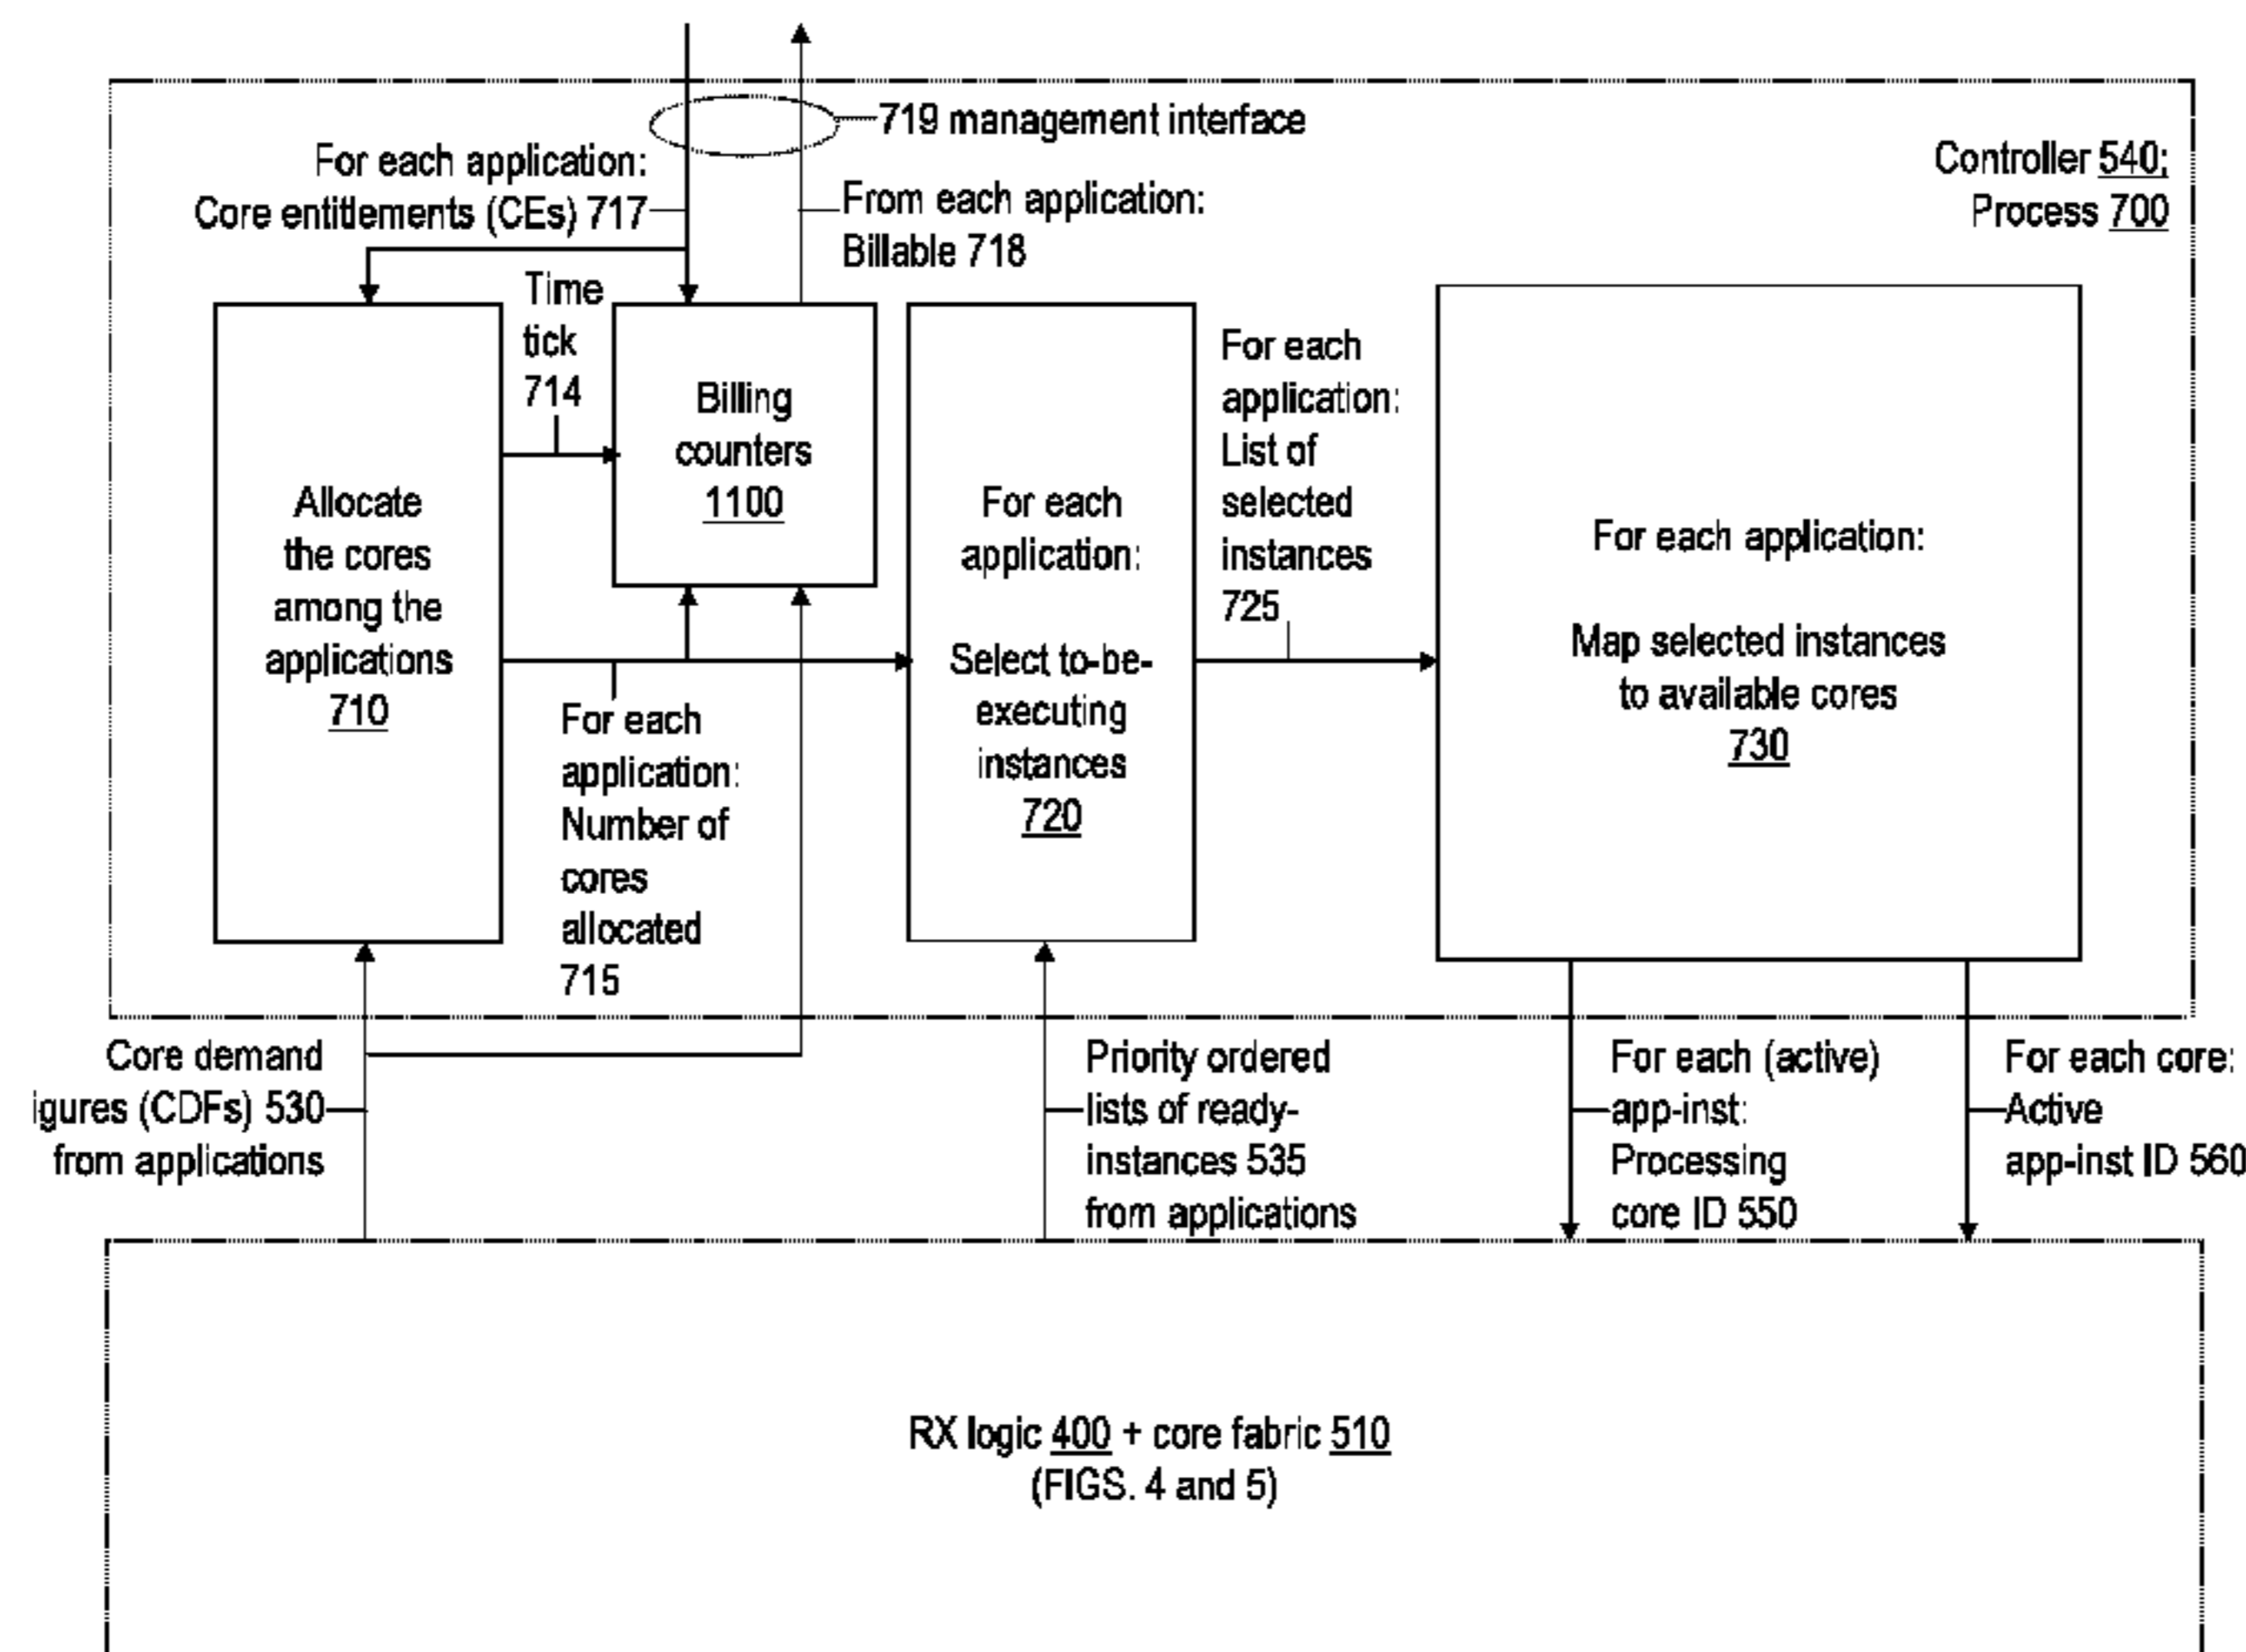 719 management interface
For each application:
Core entitlements (CEs) 717
From each application:
Billable 718
Controller 540;
Process 700
Time
tick
714
Allocate
the cores
among the
applications
710
Billing
counters
1100
For each
application:
Number of
cores
allocated
715
For each
application:
Select to-be-
executing
instances
720
For each
application:
List of
selected
instances
725
For each application:
Map selected instances
to available cores
730
Core demand
igures (CDFs) 530
from applications
Priority ordered
lists of ready-
instances 535
from applications
For each (active)
app-inst:
Processing
core ID 550
For each core:
Active
app-inst ID 560
RX logic 400 + core fabric 510
(FIGS. 4 and 5)